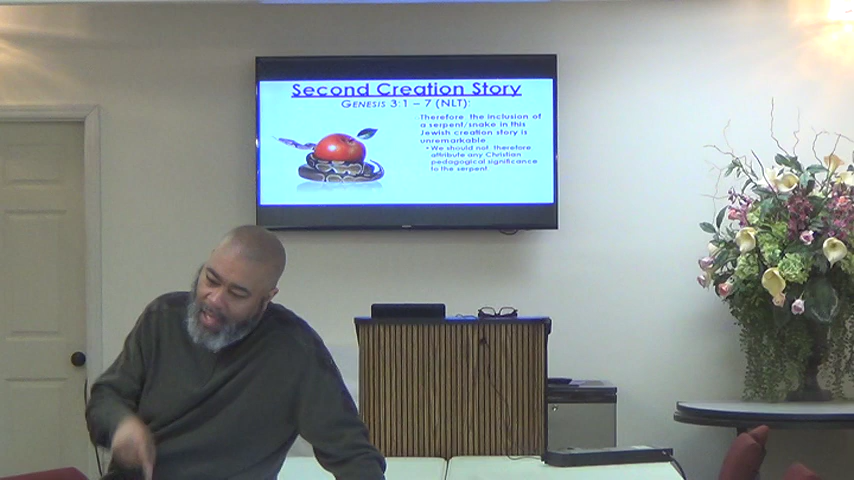 Second Creation Story
Genesis 3:1 – 7 (NLT):
Therefore, the inclusion of
a serpent/snake in this
Jewish creation story is
unremarkable.
• We should not, therefore
attribute any Christian
pedagogical significance
to the serpent.